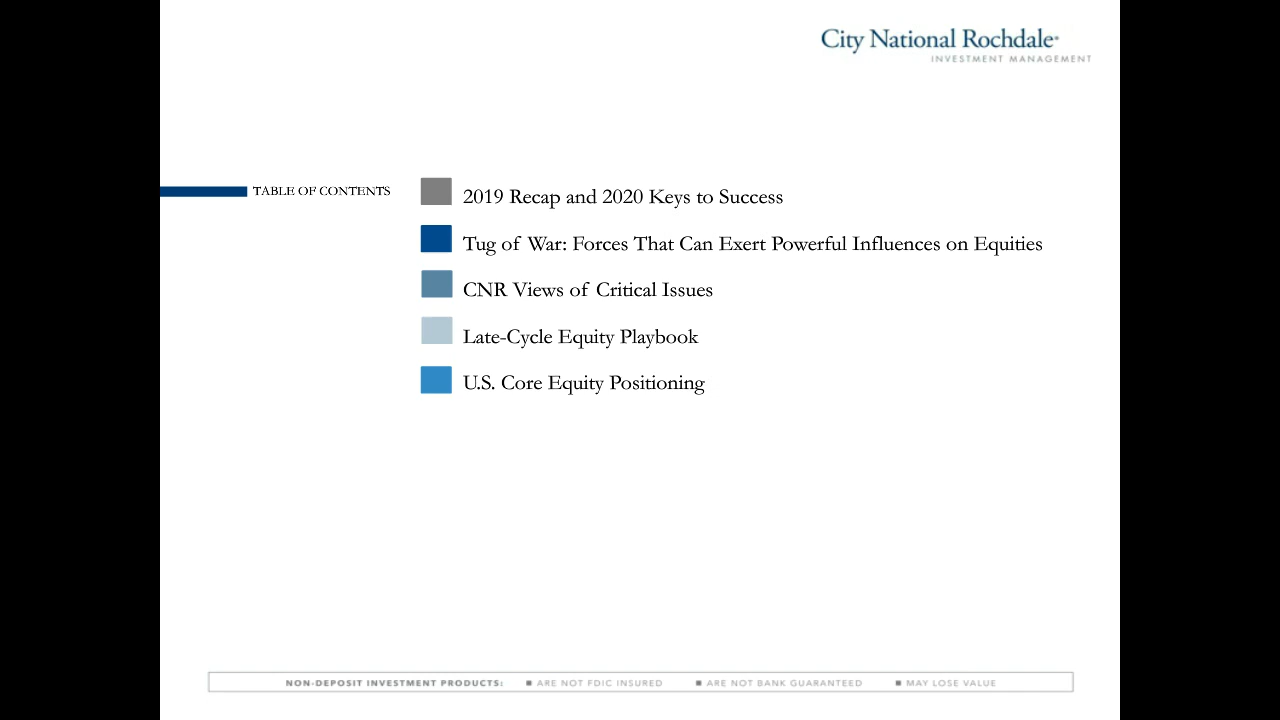 City National Rochdale
INVESTMENT MANAGEMENT
TABLE OF CONTENTS
2019 Recap and 2020 Keys to Success
Tug of War: Forces That Can Exert Powerful Influences on Equities
CNR Views of Critical Issues
Late-Cycle Equity Playbook
U.S. Core Equity Positioning
NON-DEPOSIT INVESTMENT PRODUCTS: ■ ARE NOT FDIC INSURED ■ ARE NOT BANK GUARANTEED ■ MAY LOSE VALUE